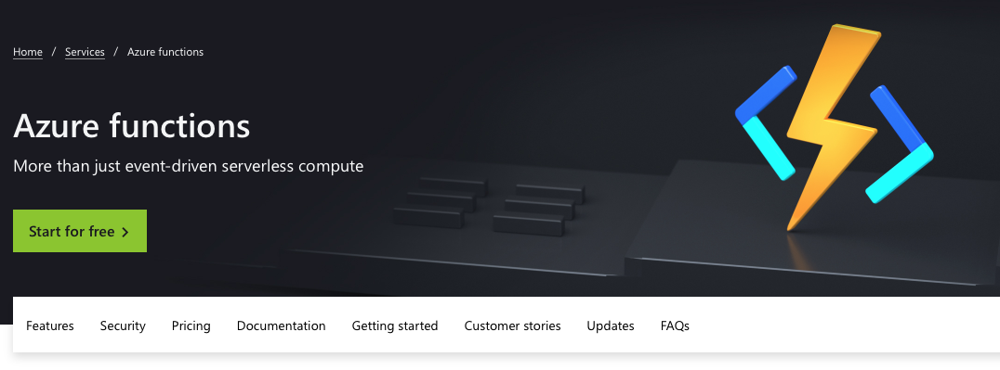 Home / Services / Azure functions
Azure functions
More than just event-driven serverless compute
Start for free >
Features Security Pricing Documentation Getting started Customer stories Updates FAQs